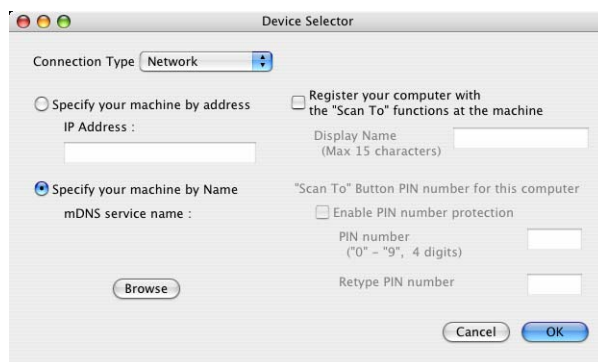 Device Selector
Connection Type Network
Specify your machine by address
IP Address :
Specify your machine by Name
mDNS service name :
Browse
Register your computer with
the "Scan To" functions at the machine
Display Name
(Max 15 characters)
"Scan To" Button PIN number for this computer
Enable PIN number protection
PIN number
("0" – "9", 4 digits)
Retype PIN number
Cancel OK